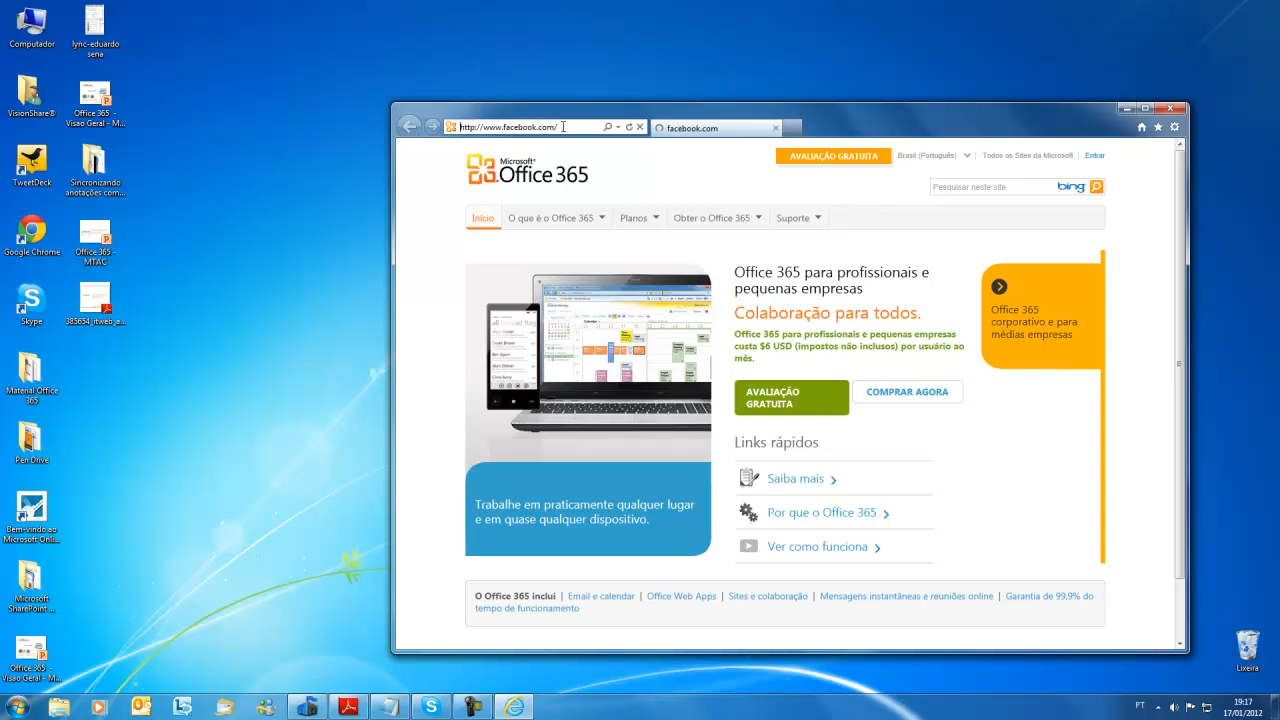 Computador
lync-eduardo
sena
VisionShare®
Office 365 -
Visao Geral - M...
TweetDeck
Sincronizando
anotações.com...
Google Chrome
Office 365 -
MTAC
Skype
385654_itweb_a...
Material Office
365
Pen Drive
Bem-vindo ao
Microsoft Onli...
Microsoft
SharePoint ...
Office 365 -
Visao Geral - M...
Lixeira
http://www.facebook.com/
facebook.com
Microsoft®
Office 365
AVALIAÇÃO GRATUITA
Brasil (Português)
Todos os Sites da Microsoft
Entrar
Pesquisar neste site
bing
Início
O que é o Office 365
Planos
Obter o Office 365
Suporte
Office 365 para profissionais e
pequenas empresas
Colaboração para todos.
Office 365 para profissionais e pequenas empresas
custa $6 USD (impostos não inclusos) por usuário ao
mês.
AVALIAÇÃO
GRATUITA
COMPRAR AGORA
Links rápidos
Saiba mais
Por que o Office 365
Ver como funciona
Office 365
corporativo e para
médias empresas
Trabalhe em praticamente qualquer lugar
e em quase qualquer dispositivo.
O Office 365 inclui | Email e calendar | Office Web Apps | Sites e colaboração | Mensagens instantâneas e reuniões online | Garantia de 99,9% do
tempo de funcionamento
PT
19:17
17/01/2012